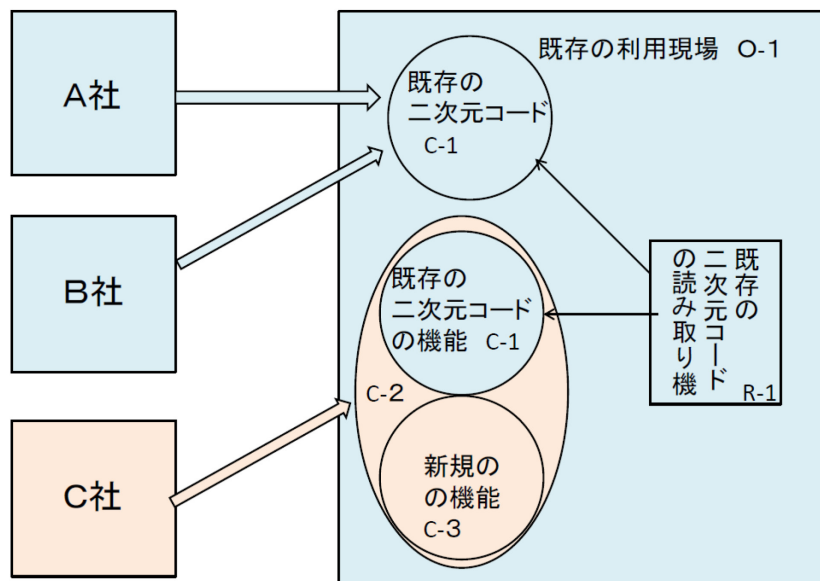 A社
B社
C社
既存の利用現場 O-1
既存の
二次元コード
C-1
既存の
二次元コード
の機能 C-1
C-2
新規の
の機能
C-3
既存の
二次元コード
の読み取り機
R-1